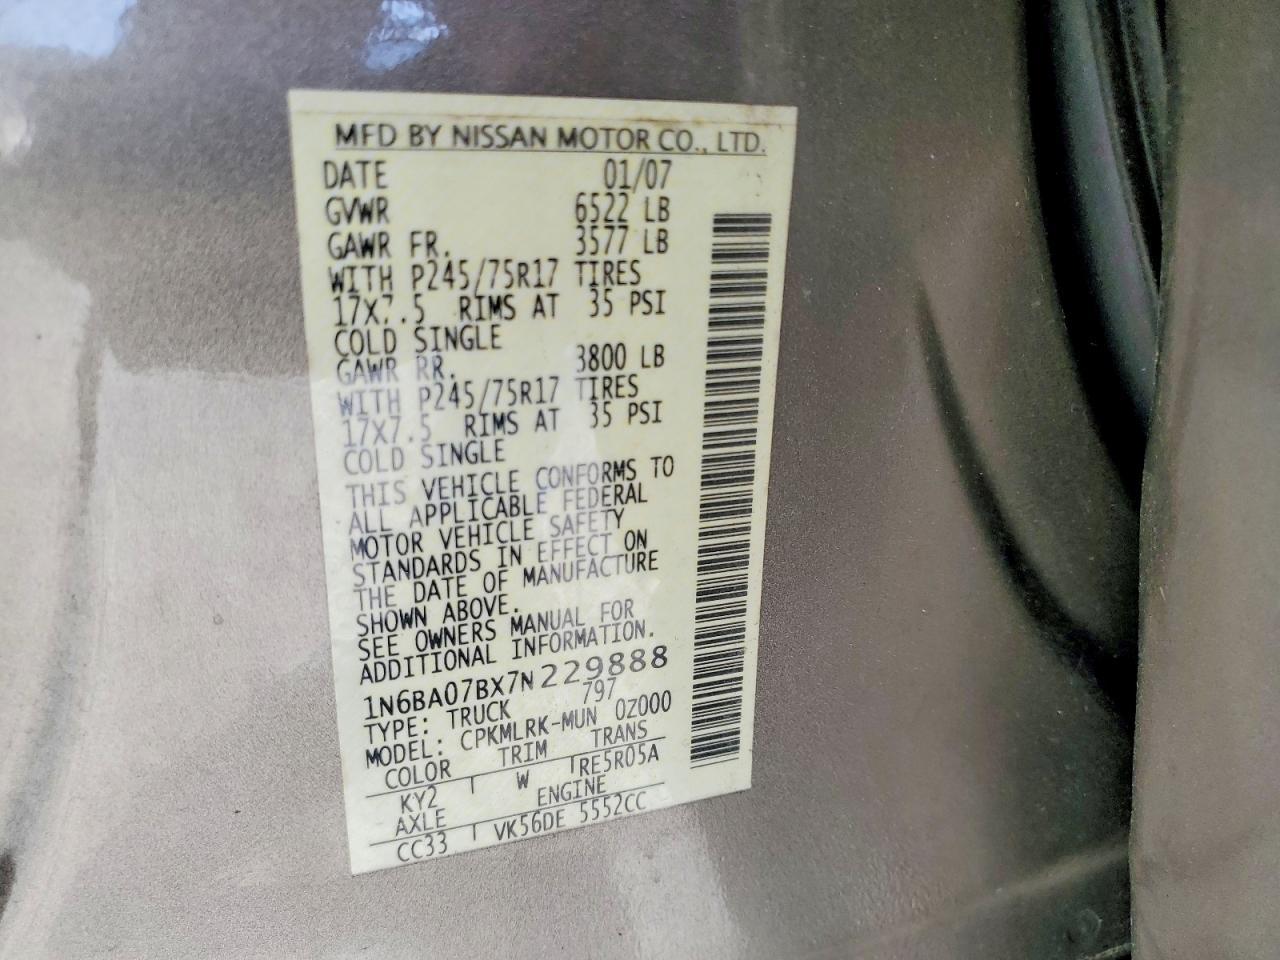 MFD BY NISSAN MOTOR CO., LTD.
DATE 01/07
GVWR 6522 LB
GAWR FR. 3577 LB
WITH P245/75R17 TIRES
17X7.5 RIMS AT 35 PSI
COLD SINGLE
GAWR RR. 3800 LB
WITH P245/75R17 TIRES
17X7.5 RIMS AT 35 PSI
COLD SINGLE
THIS VEHICLE CONFORMS TO
ALL APPLICABLE FEDERAL
MOTOR VEHICLE SAFETY
STANDARDS IN EFFECT ON
THE DATE OF MANUFACTURE
SHOWN ABOVE.
SEE OWNERS MANUAL FOR
ADDITIONAL INFORMATION.
1N6BA07BX7N229888
TYPE: TRUCK 797
MODEL: CPKMLRK-MUN 0Z000
COLOR TRIM TRANS
KY2 W RE5R05A
AXLE ENGINE
CC33 VK56DE 5552CC